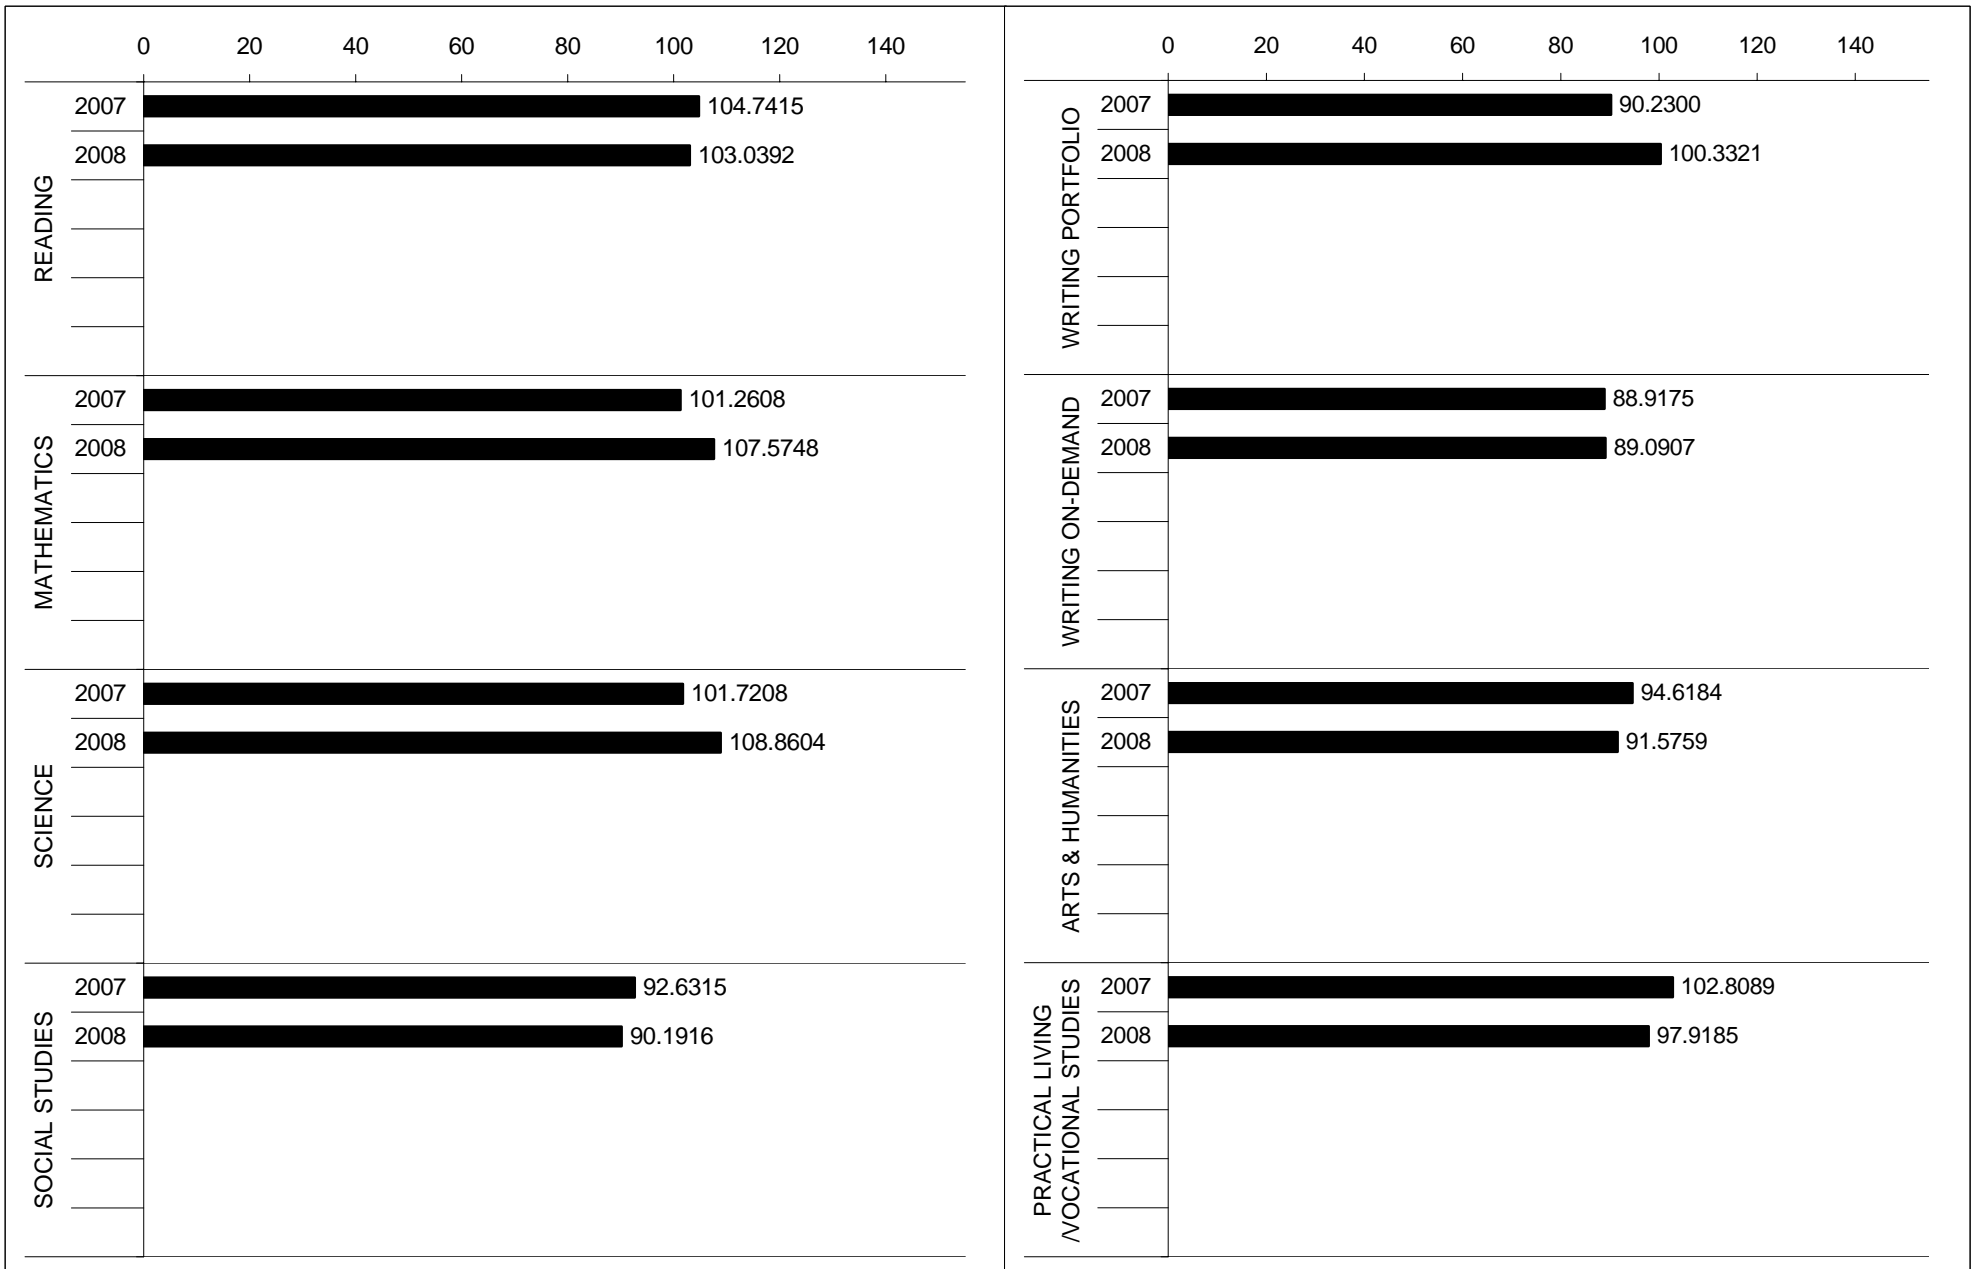 0 20 40 60 80 100 120 140
READING
2007 104.7415
2008 103.0392
MATHEMATICS
2007 101.2608
2008 107.5748
SCIENCE
2007 101.7208
2008 108.8604
SOCIAL STUDIES
2007 92.6315
2008 90.1916
0 20 40 60 80 100 120 140
WRITING PORTFOLIO
2007 90.2300
2008 100.3321
WRITING ON-DEMAND
2007 88.9175
2008 89.0907
ARTS & HUMANITIES
2007 94.6184
2008 91.5759
PRACTICAL LIVING
/VOCATIONAL STUDIES
2007 102.8089
2008 97.9185